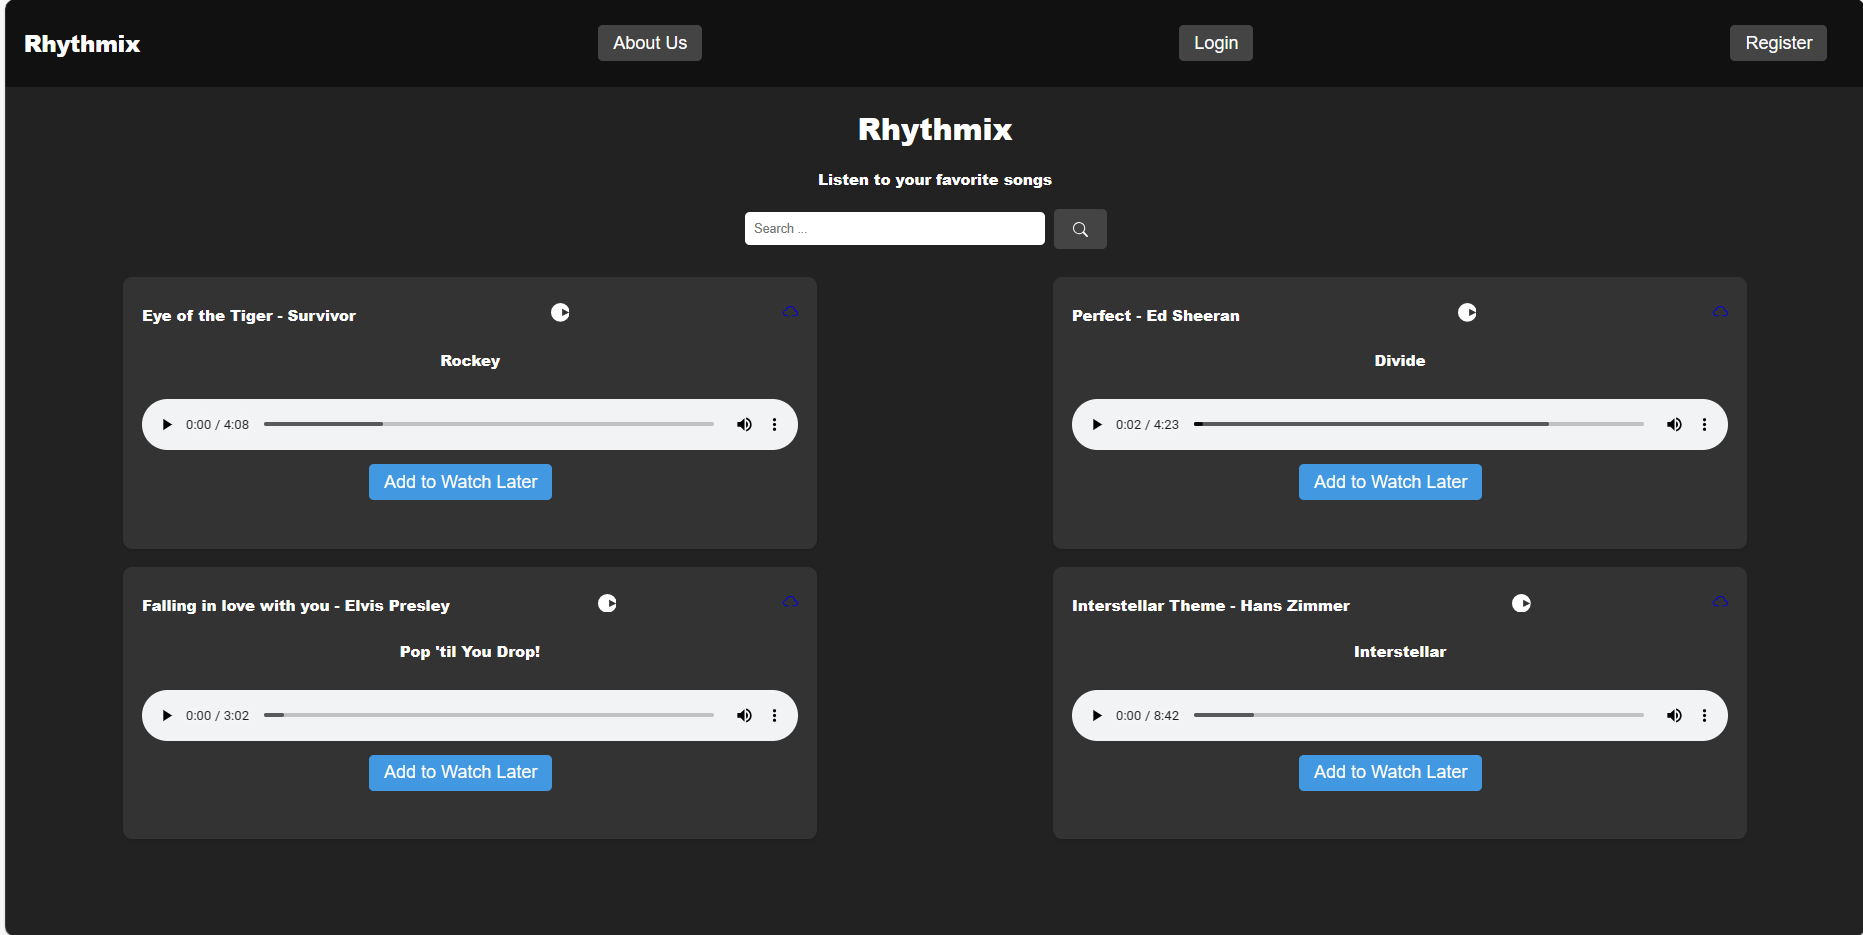 Rhythmix
About Us
Login
Register
Rhythmix
Listen to your favorite songs
Search ...
Eye of the Tiger - Survivor
Rockey
0:00 / 4:08
Add to Watch Later
Perfect - Ed Sheeran
Divide
0:02 / 4:23
Add to Watch Later
Falling in love with you - Elvis Presley
Pop 'til You Drop!
0:00 / 3:02
Add to Watch Later
Interstellar Theme - Hans Zimmer
Interstellar
0:00 / 8:42
Add to Watch Later